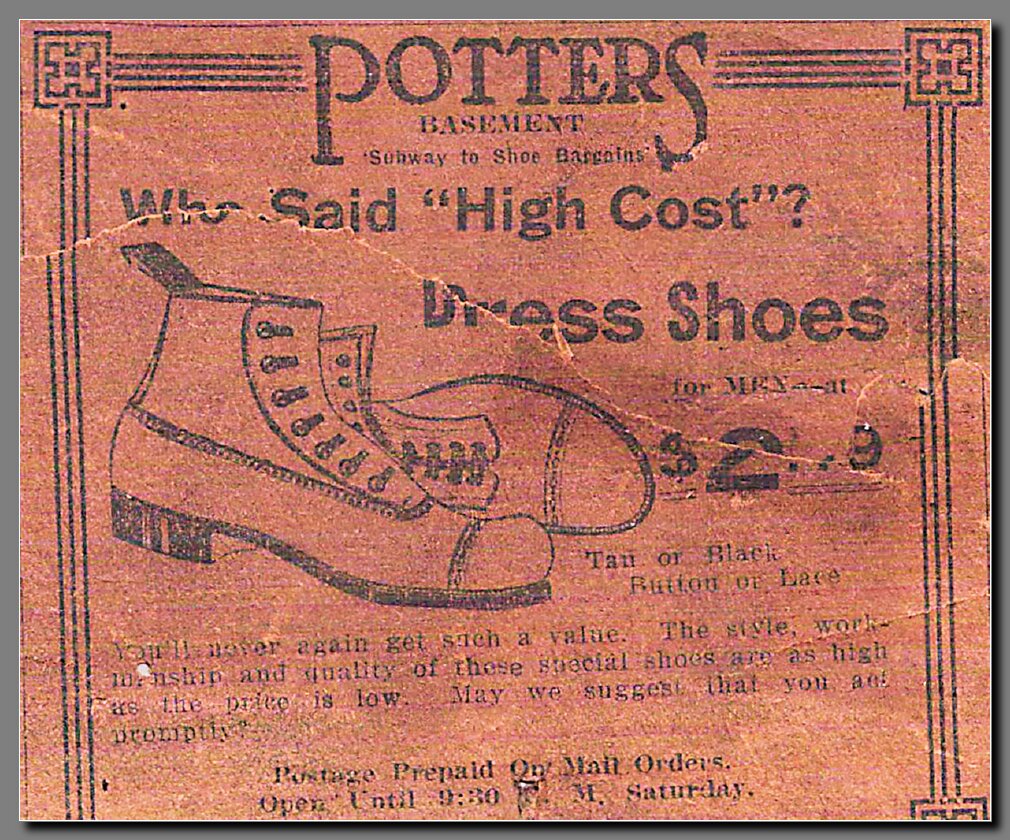 POTTERS
BASEMENT
"Subway to Shoe Bargains"
Who Said "High Cost"?
Dress Shoes
for MEN—at
Tan or Black
Button or Lace
You'll never again get such a value. The style, work-
manship and quality of these special shoes are as high
as the price is low. May we suggest that you act
promptly?
Postage Prepaid On Mail Orders.
Open Until 9:30 P. M. Saturday.